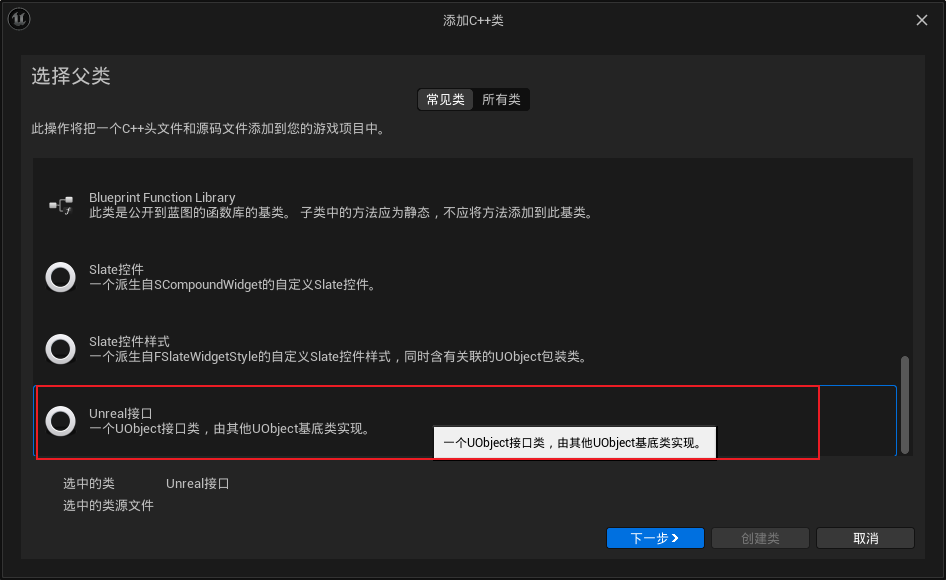 添加C++类
选择父类
常见类 所有类
此操作将把一个C++头文件和源码文件添加到您的游戏项目中。
Blueprint Function Library
此类是公开到蓝图的函数库的基类。 子类中的方法应为静态，不应将方法添加到此基类。
Slate控件
一个派生自SCompoundWidget的自定义Slate控件。
Slate控件样式
一个派生自FSlateWidgetStyle的自定义Slate控件样式，同时含有关联的UObject包装类。
Unreal接口
一个UObject接口类，由其他UObject基底类实现。
一个UObject接口类，由其他UObject基底类实现。
选中的类 Unreal接口
选中的类源文件
下一步 创建类 取消